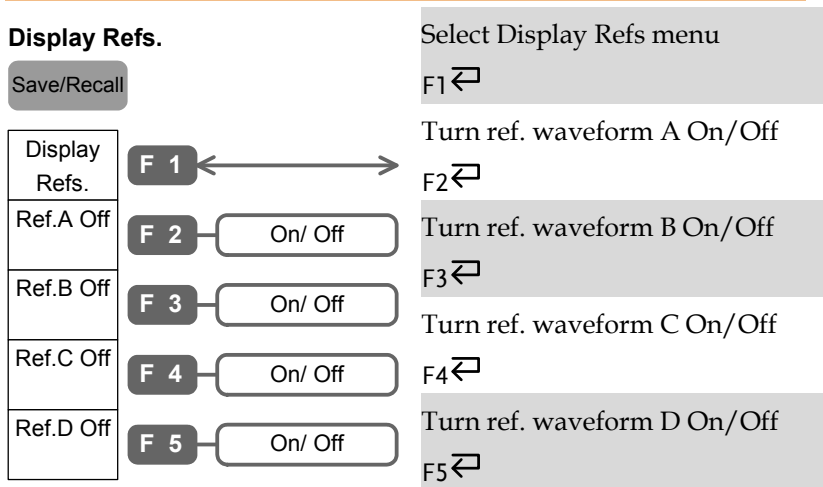 Display Refs.
Save/Recall
Display
Refs.
F 1
Ref.A Off
F 2
On/ Off
Ref.B Off
F 3
On/ Off
Ref.C Off
F 4
On/ Off
Ref.D Off
F 5
On/ Off
Select Display Refs menu
F1
Turn ref. waveform A On/Off
F2
Turn ref. waveform B On/Off
F3
Turn ref. waveform C On/Off
F4
Turn ref. waveform D On/Off
F5